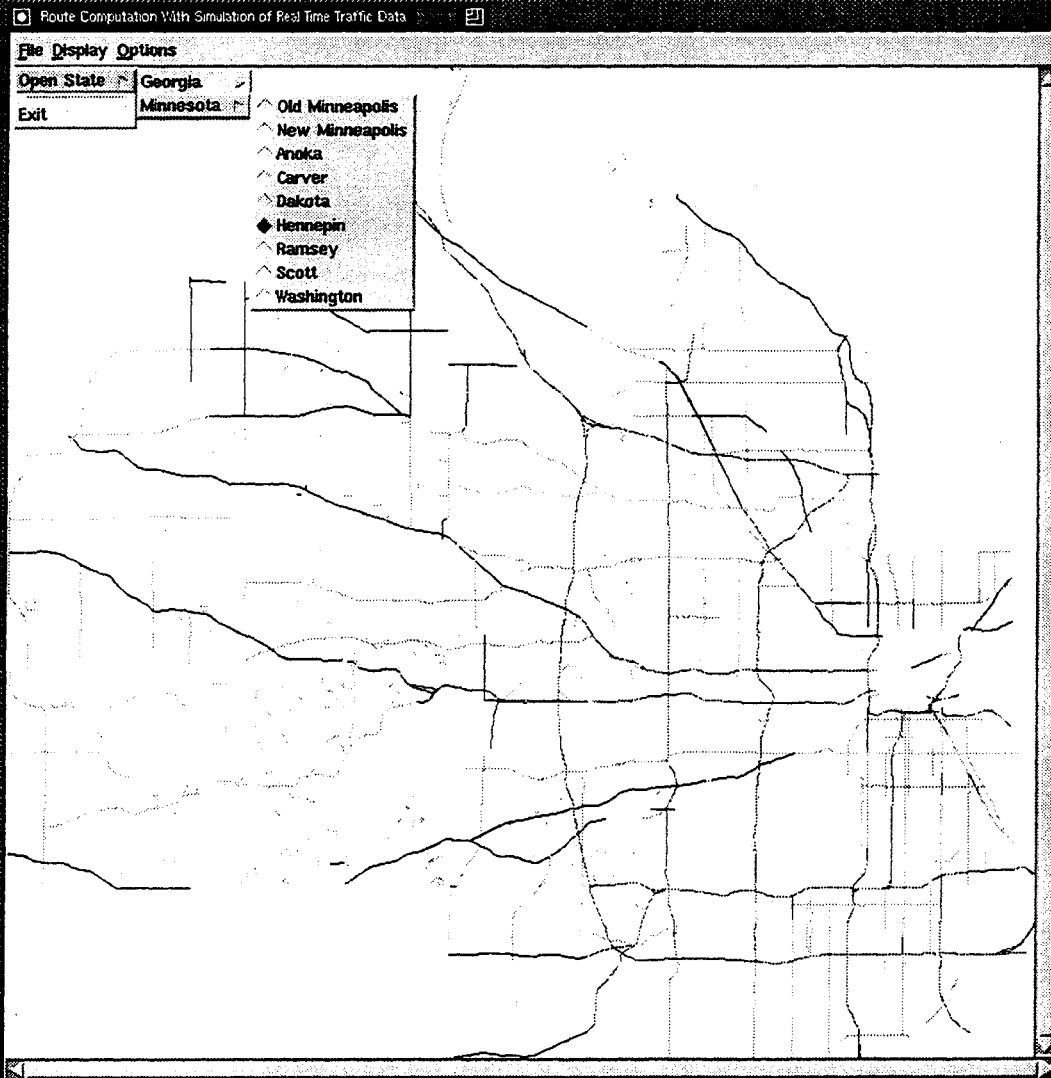 Route Computation With Simulation of Real Time Traffic Data
File Display Options
Open State
Exit
Georgia
Minnesota
Old Minneapolis
New Minneapolis
Anoka
Carver
Dakota
Hennepin
Ramsey
Scott
Washington